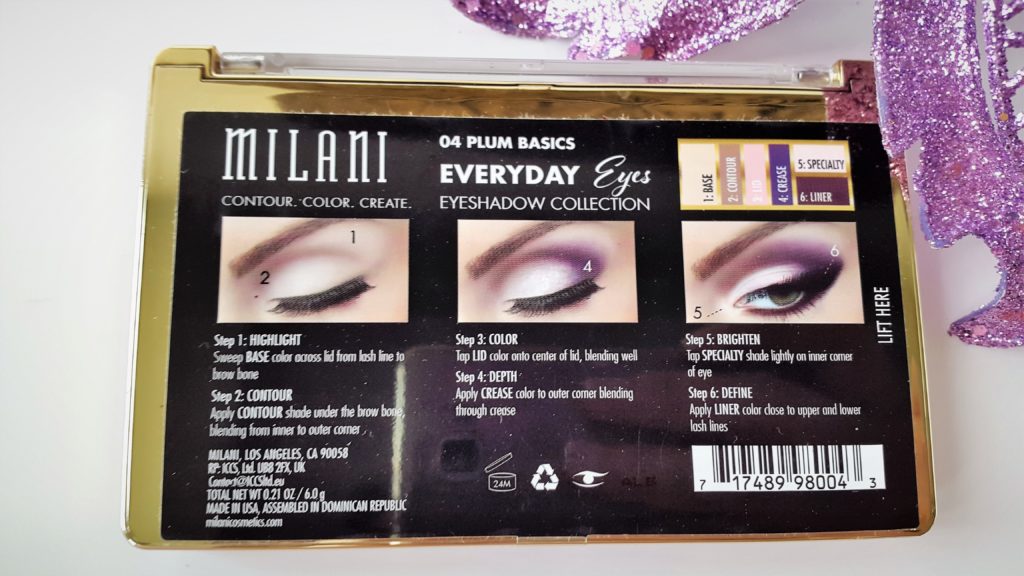 MILANI
CONTOUR. COLOR. CREATE.
04 PLUM BASICS
EVERYDAY Eyes
EYESHADOW COLLECTION
1: BASE
2: CONTOUR
3: LID
4: CREASE
5: SPECIALTY
6: LINER
1
2
4
5
6
Step 1: HIGHLIGHT
Sweep BASE color across lid from lash line to
brow bone
Step 2: CONTOUR
Apply CONTOUR shade under the brow bone,
blending from inner to outer corner
Step 3: COLOR
Tap LID color onto center of lid, blending well
Step 4: DEPTH
Apply CREASE color to outer corner blending
through crease
Step 5: BRIGHTEN
Tap SPECIALTY shade lightly on inner corner
of eye
Step 6: DEFINE
Apply LINER color close to upper and lower
lash lines
LIFT HERE
MILANI, LOS ANGELES, CA 90058
RP: ICCS, Ltd. UB8 2FX, UK
Contact@ICCSltd.eu
TOTAL NET WT 0.21 OZ / 6.0 g
MADE IN USA, ASSEMBLED IN DOMINICAN REPUBLIC
milanicosmetics.com
24M
7 17489 98004 3